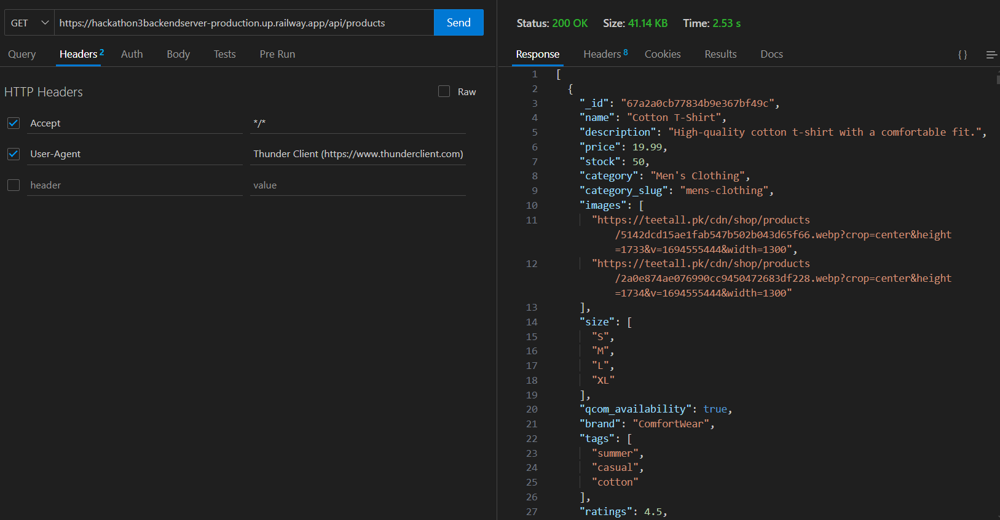 GET https://hackathon3backendserver-production.up.railway.app/api/products Send
Query Headers 2 Auth Body Tests Pre Run
HTTP Headers Raw
Accept */*
User-Agent Thunder Client (https://www.thunderclient.com)
header value
Status: 200 OK Size: 41.14 KB Time: 2.53 s
Response Headers 8 Cookies Results Docs {}
1 [
2 {
3 "_id": "67a2a0cb77834b9e367bf49c",
4 "name": "Cotton T-Shirt",
5 "description": "High-quality cotton t-shirt with a comfortable fit.",
6 "price": 19.99,
7 "stock": 50,
8 "category": "Men's Clothing",
9 "category_slug": "mens-clothing",
10 "images": [
11 "https://teetall.pk/cdn/shop/products
/5142dcd15ae1fab547b502b043d65f66.webp?crop=center&height
=1733&v=1694555444&width=1300",
12 "https://teetall.pk/cdn/shop/products
/2a0e874ae076990cc9450472683df228.webp?crop=center&height
=1734&v=1694555444&width=1300"
13 ],
14 "size": [
15 "S",
16 "M",
17 "L",
18 "XL"
19 ],
20 "qcom_availability": true,
21 "brand": "ComfortWear",
22 "tags": [
23 "summer",
24 "casual",
25 "cotton"
26 ],
27 "ratings": 4.5,